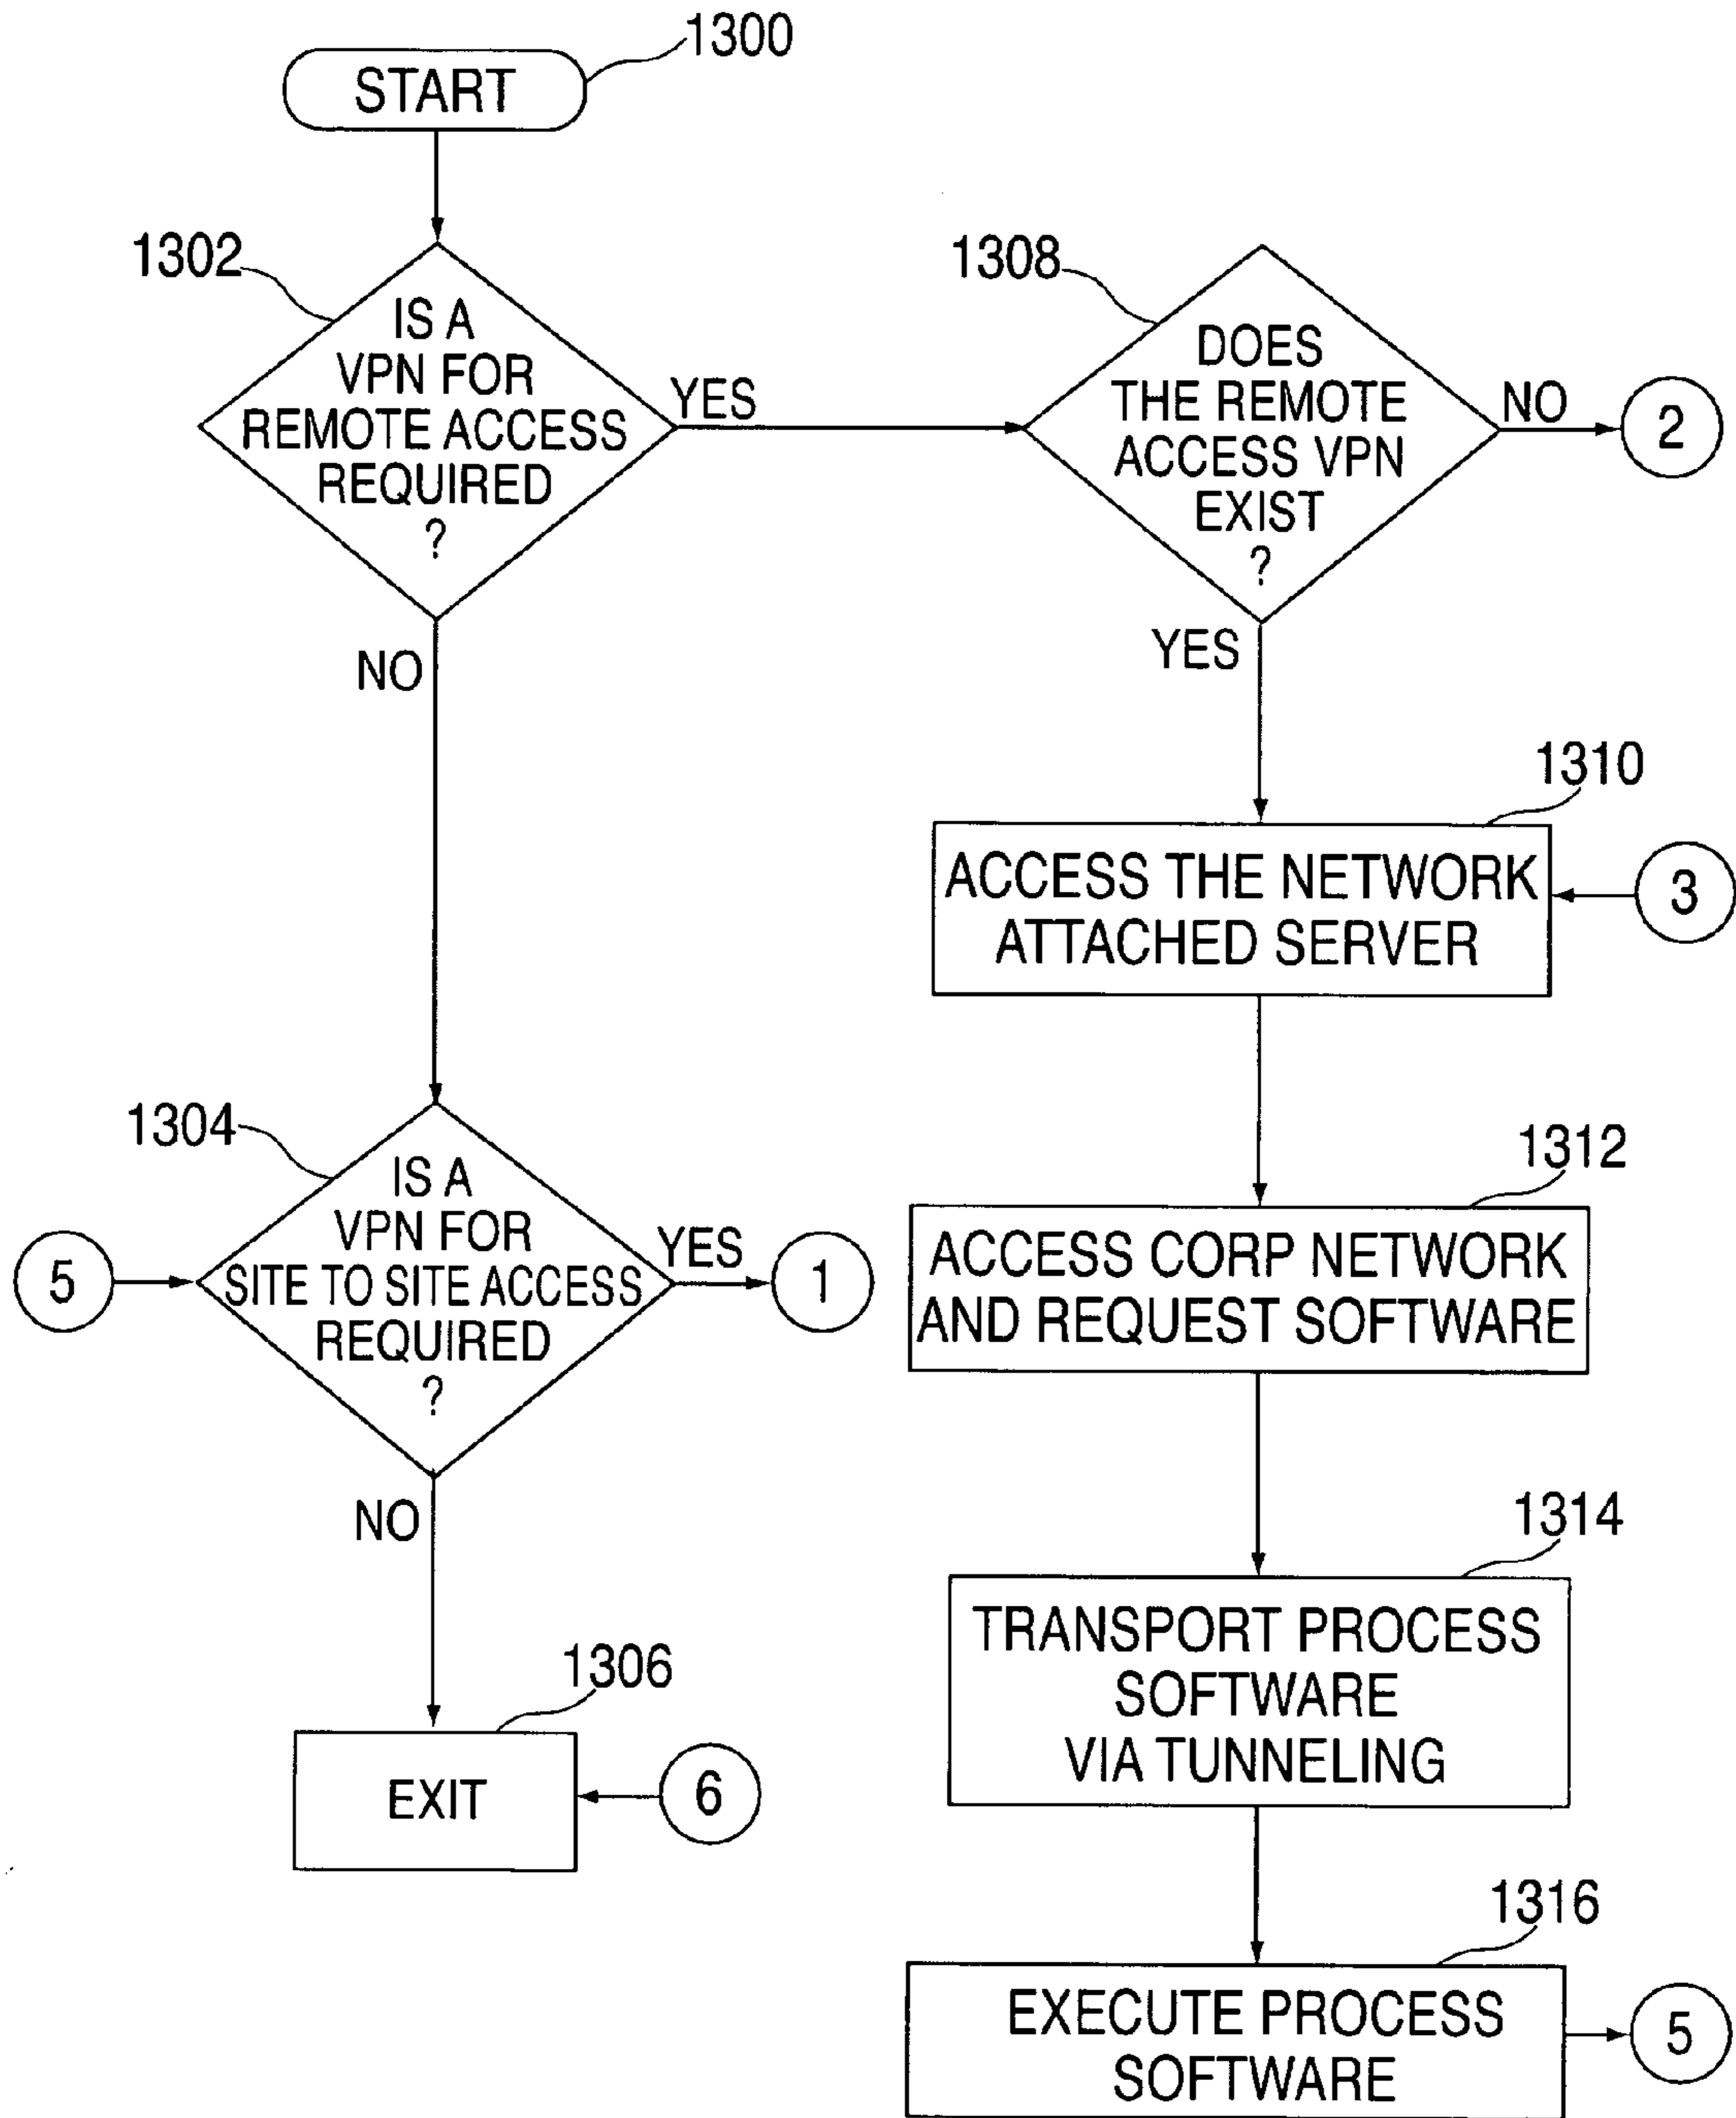 1300
START
1302
IS A
VPN FOR
REMOTE ACCESS
REQUIRED
?
YES
NO
1308
DOES
THE REMOTE
ACCESS VPN
EXIST
?
NO
2
YES
1310
ACCESS THE NETWORK
ATTACHED SERVER
3
1304
IS A
VPN FOR
SITE TO SITE ACCESS
REQUIRED
?
5
YES
1
NO
1312
ACCESS CORP NETWORK
AND REQUEST SOFTWARE
1314
TRANSPORT PROCESS
SOFTWARE
VIA TUNNELING
1306
EXIT
6
1316
EXECUTE PROCESS
SOFTWARE
5